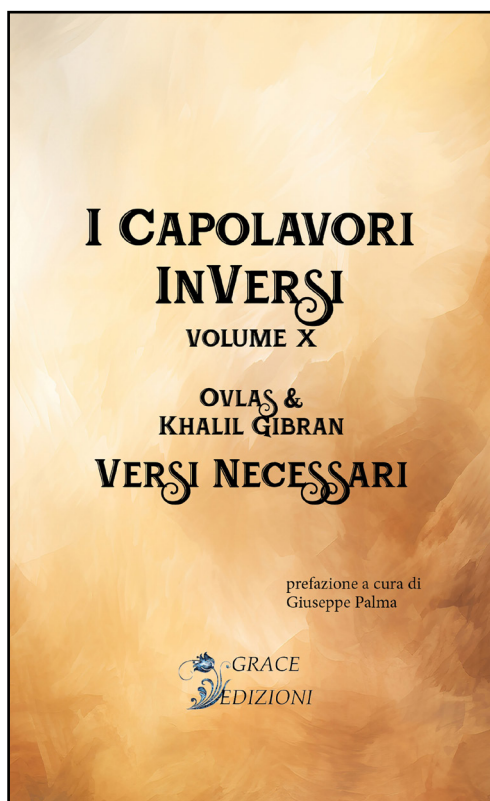 I Capolavori
InVersi
volume X
Ovlas &
Khalil Gibran
Versi Necessari
prefazione a cura di
Giuseppe Palma
GRACE
EDIZIONI